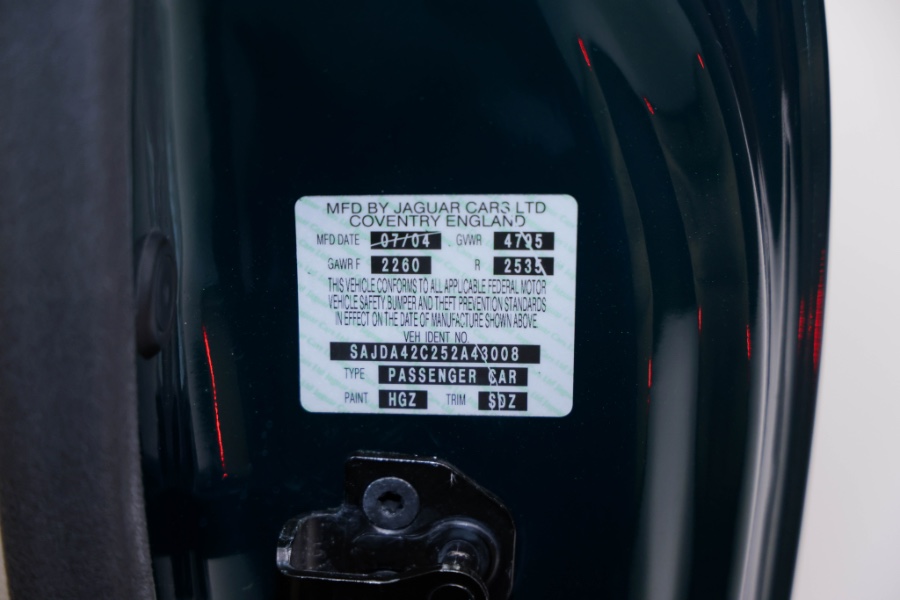 MFD BY JAGUAR CARS LTD
COVENTRY ENGLAND
MFD DATE 07/04 GVWR 4795
GAWR F 2260 R 2535
THIS VEHICLE CONFORMS TO ALL APPLICABLE FEDERAL MOTOR
VEHICLE SAFETY BUMPER AND THEFT PREVENTION STANDARDS
IN EFFECT ON THE DATE OF MANUFACTURE SHOWN ABOVE.
VEH IDENT NO.
SAJDA42C252A43008
TYPE PASSENGER CAR
PAINT HGZ TRIM SDZ